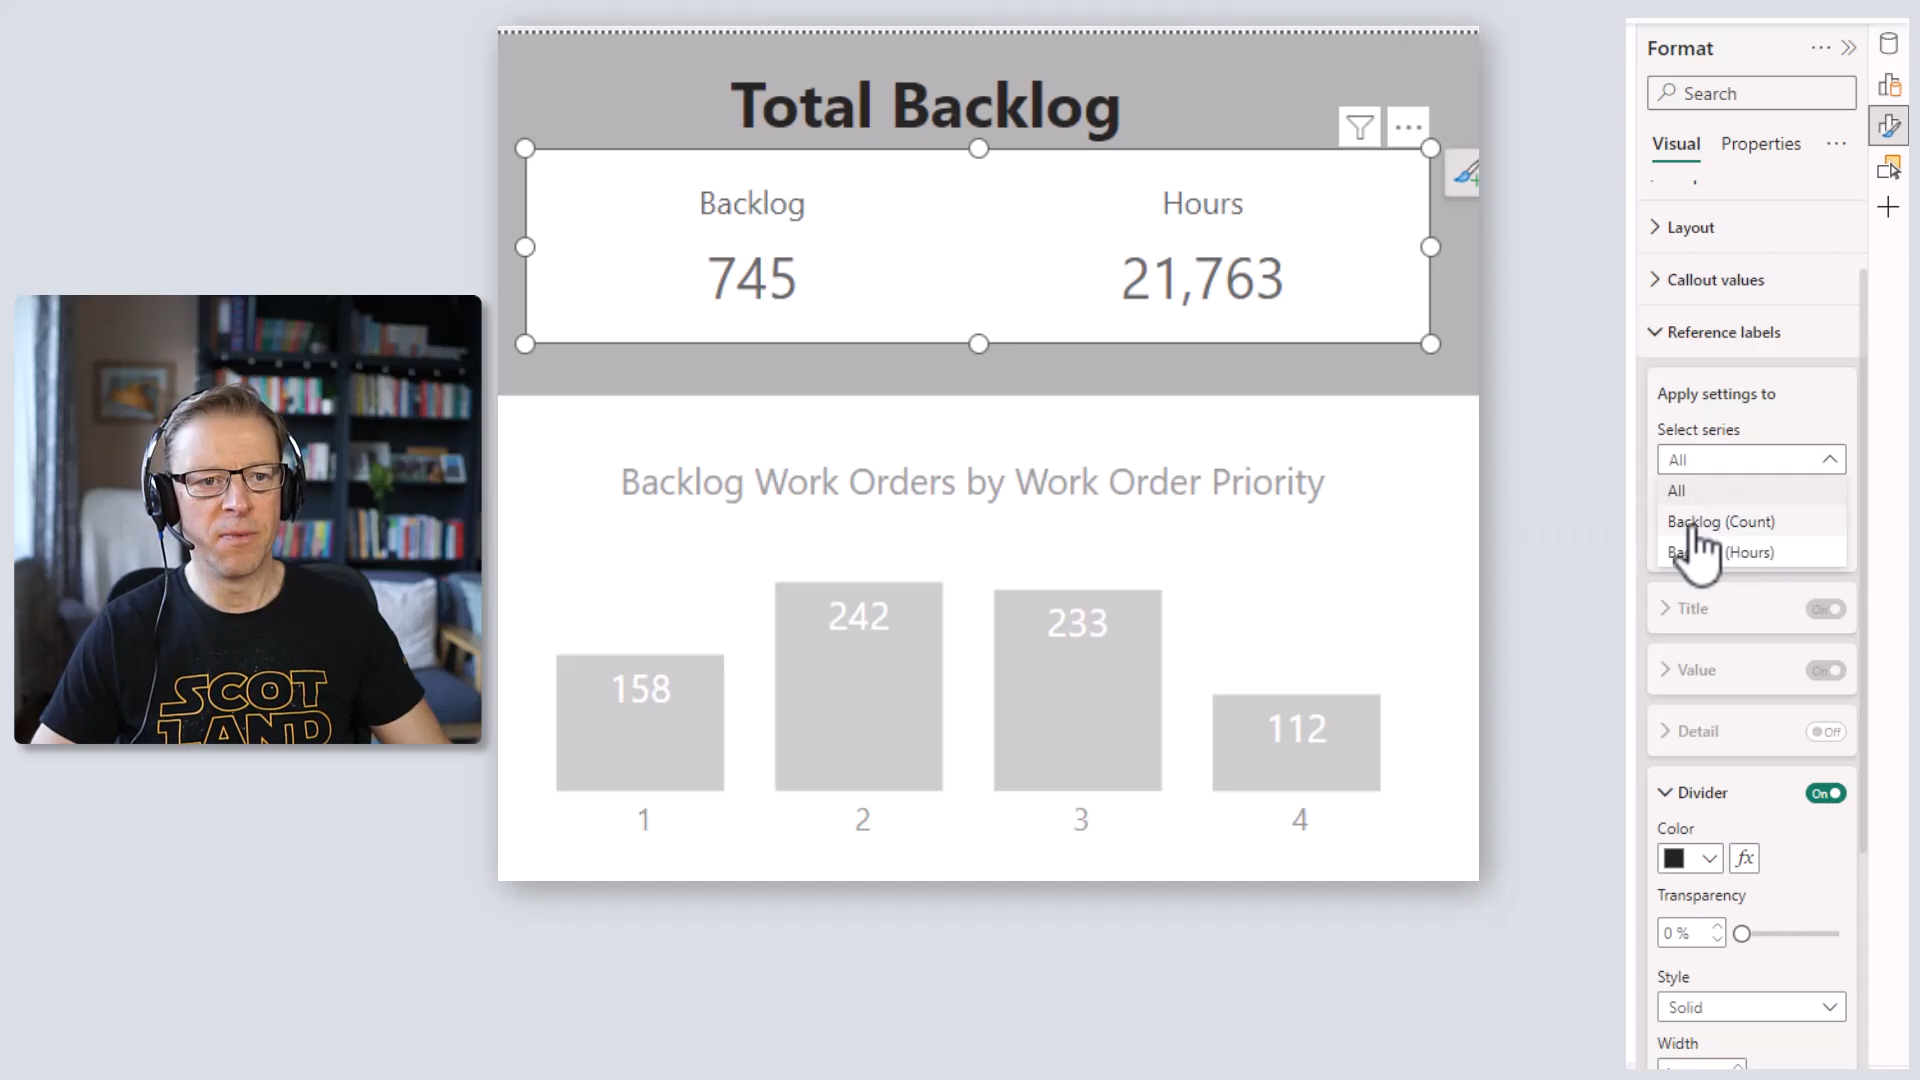 Total Backlog
Backlog
Hours
745
21,763
Backlog Work Orders by Work Order Priority
158
242
233
112
1
2
3
4
SCOT
LAND
Format
Search
Visual
Properties
Layout
Callout values
Reference labels
Apply settings to
Select series
All
All
Backlog (Count)
(Hours)
Title
On
Value
On
Detail
Off
Divider
On
Color
fx
Transparency
0 %
Style
Solid
Width